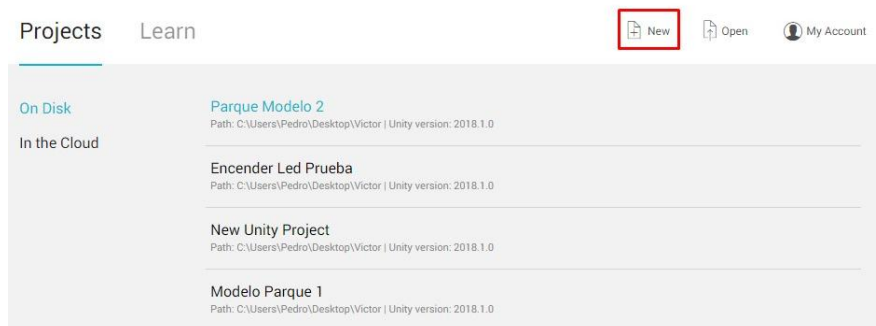 Projects Learn New Open My Account
On Disk
In the Cloud
Parque Modelo 2
Path: C:\Users\Pedro\Desktop\Victor | Unity version: 2018.1.0
Encender Led Prueba
Path: C:\Users\Pedro\Desktop\Victor | Unity version: 2018.1.0
New Unity Project
Path: C:\Users\Pedro\Desktop\Victor | Unity version: 2018.1.0
Modelo Parque 1
Path: C:\Users\Pedro\Desktop\Victor | Unity version: 2018.1.0